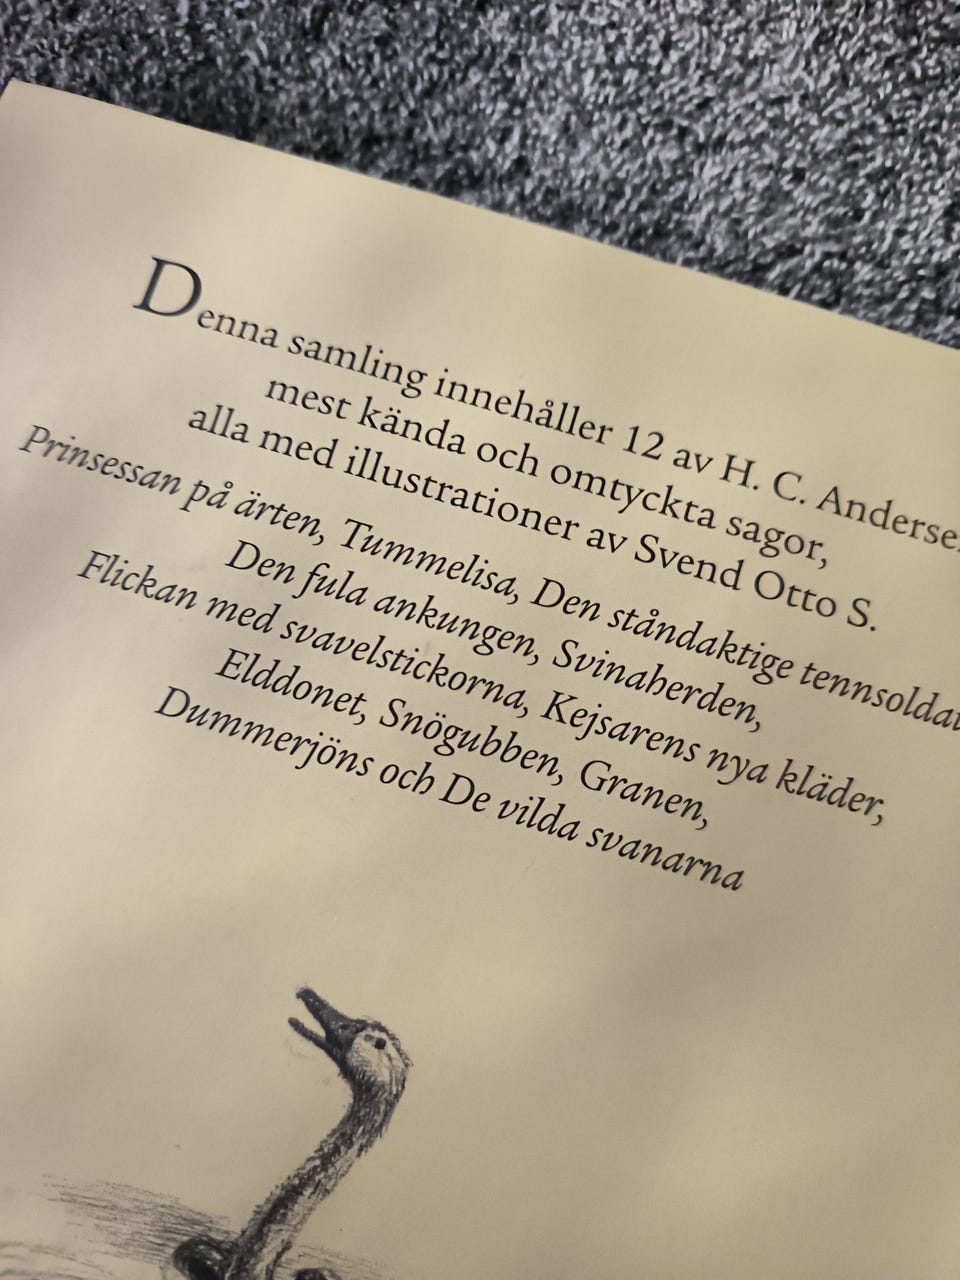 Denna samling innehåller 12 av H. C. Anderse
mest kända och omtyckta sagor,
alla med illustrationer av Svend Otto S.
Prinsessan på ärten, Tummelisa, Den ståndaktige tennsoldat
Den fula ankungen, Svinaherden,
Flickan med svavelstickorna, Kejsarens nya kläder,
Elddonet, Snögubben, Granen,
Dummerjöns och De vilda svanarna